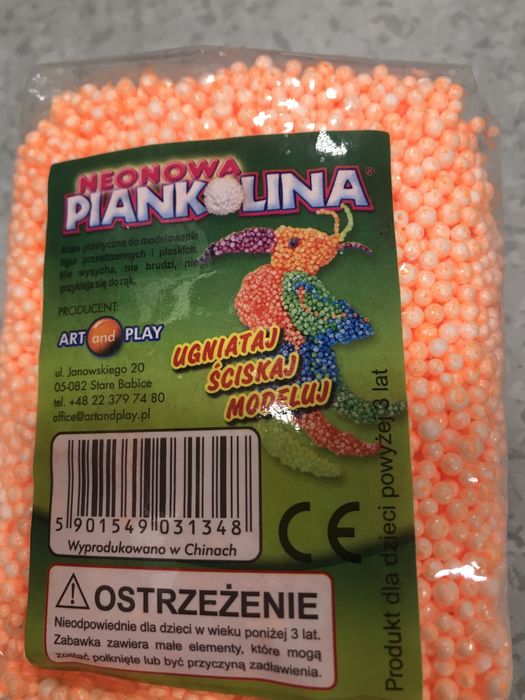 NEONOWA
PIANKOLINA®
Masa plastyczna do modelowania
figur przestrzennych i płaskich.
Nie wysycha, nie brudzi, nie
przykleja się do rąk.
PRODUCENT:
ART and PLAY
ul. Janowskiego 20
05-082 Stare Babice
tel. +48 22 379 74 80
office@artandplay.pl
UGNIATAJ
ŚCISKAJ
MODELUJ
5 901549 031348
Wyprodukowano w Chinach
CE
Produkt dla dzieci powyżej 3 lat
OSTRZEŻENIE
Nieodpowiednie dla dzieci w wieku poniżej 3 lat.
Zabawka zawiera małe elementy, które mogą
zostać połknięte lub być przyczyną zadławienia.